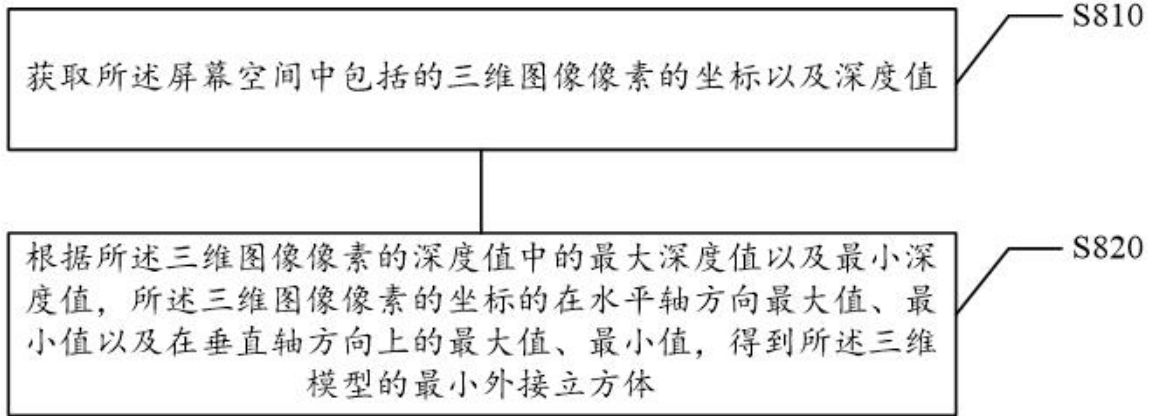 S810
获取所述屏幕空间中包括的三维图像像素的坐标以及深度值
S820
根据所述三维图像像素的深度值中的最大深度值以及最小深
度值，所述三维图像像素的坐标的在水平轴方向最大值、最
小值以及在垂直轴方向上的最大值、最小值，得到所述三维
模型的最小外接立方体